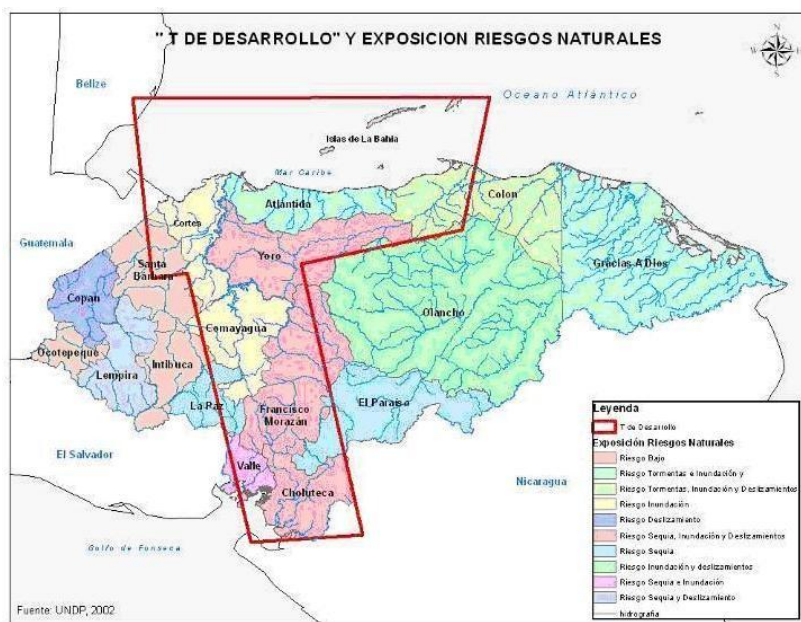 " T DE DESARROLLO" Y EXPOSICION RIESGOS NATURALES
N
W
E
S
Belize
Oceano Atlántico
Islas de La Bahía
Mar Caribe
Atlántida
Colon
Cortes
Guatemala
Yoro
Santa
Bárbara
Gracias A Dios
Copan
Olancho
Comayagua
Ocotepeque
Intibuca
Lempira
La Paz
El Paraiso
Francisco
Morazán
El Salvador
Valle
Choluteca
Nicaragua
Golfo de Fonseca
Leyenda
T de Desarrollo
Exposición Riesgos Naturales
Riesgo Bajo
Riesgo Tormentas e Inundación y
Riesgo Tormentas, Inundación y Deslizamientos
Riesgo Inundación
Riesgo Deslizamiento
Riesgo Sequia, Inundación y Deslizamientos
Riesgo Sequia
Riesgo Inundación y deslizamientos
Riesgo Sequia e Inundación
Riesgo Sequia y Deslizamiento
hidrografia
Fuente: UNDP, 2002